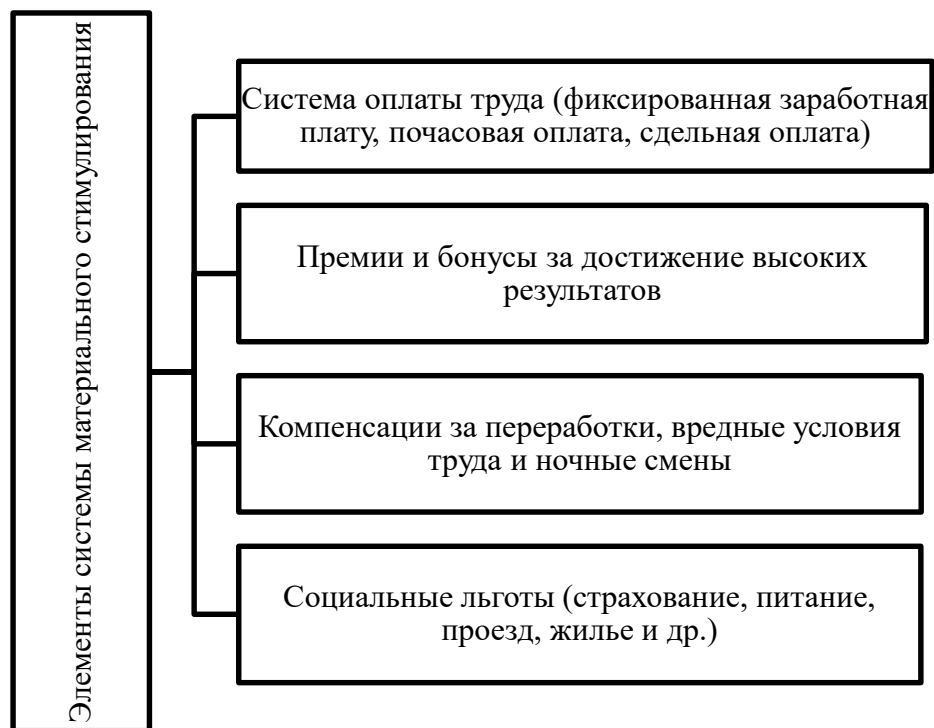 Элементы системы материального стимулирования
Система оплаты труда (фиксированная заработная
плату, почасовая оплата, сдельная оплата)
Премии и бонусы за достижение высоких
результатов
Компенсации за переработки, вредные условия
труда и ночные смены
Социальные льготы (страхование, питание,
проезд, жилье и др.)